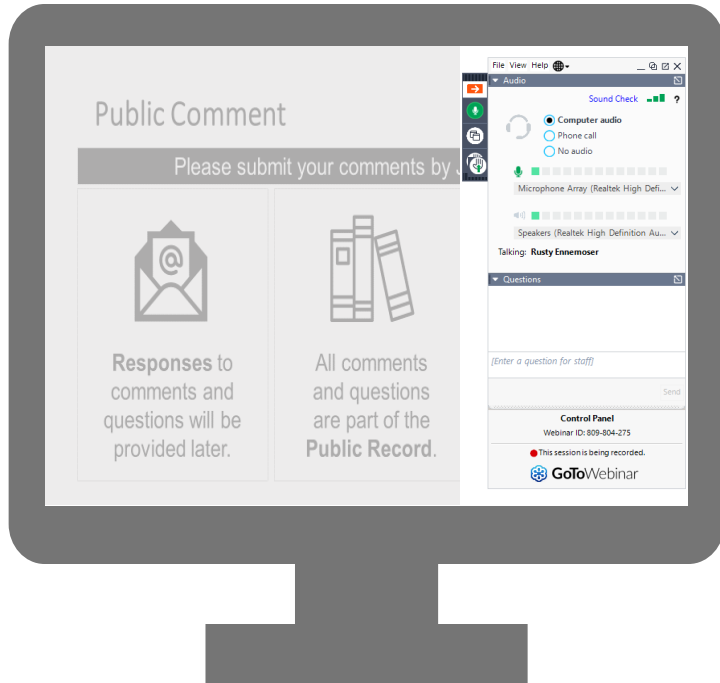 Public Comment
Please submit your comments by
@
Responses to
comments and
questions will be
provided later.
All comments
and questions
are part of the
Public Record.
File View Help
Audio
Sound Check ?
Computer audio
Phone call
No audio
Microphone Array (Realtek High Defi...
Speakers (Realtek High Definition Au...
Talking: Rusty Ennemoser
Questions
[Enter a question for staff]
Send
Control Panel
Webinar ID: 809-804-275
This session is being recorded.
GoToWebinar